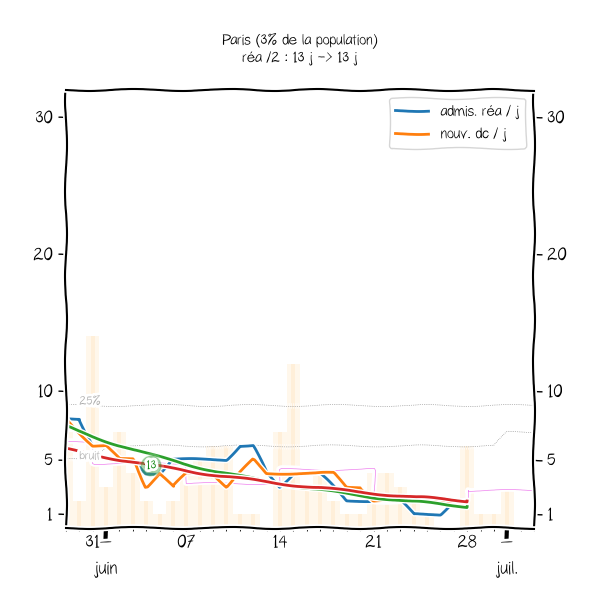 Paris (3% de la population)
réa /2 : 13 j -> 13 j
admis. réa / j
nouv. dc / j
30
30
20
20
10
10
25%
5
bruit
13
5
1
1
31
07
14
21
28
juin
juil.